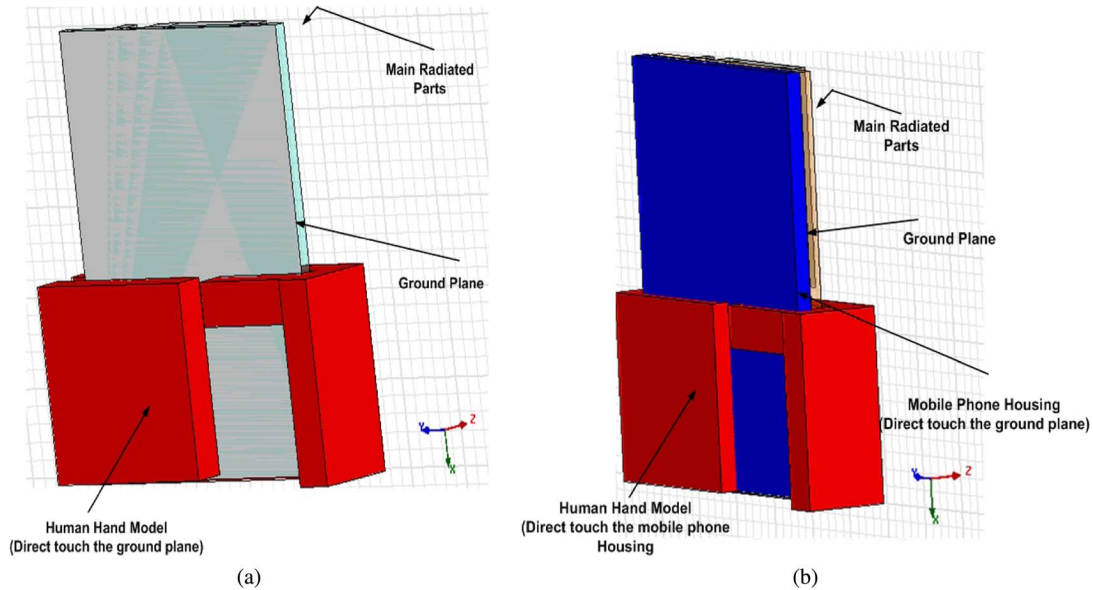 Main Radiated
Parts
Ground Plane
Human Hand Model
(Direct touch the ground plane)
Y
Z
X
(a)
Main Radiated
Parts
Ground Plane
Mobile Phone Housing
(Direct touch the ground plane)
Human Hand Model
(Direct touch the mobile phone
Housing
Y
Z
X
(b)